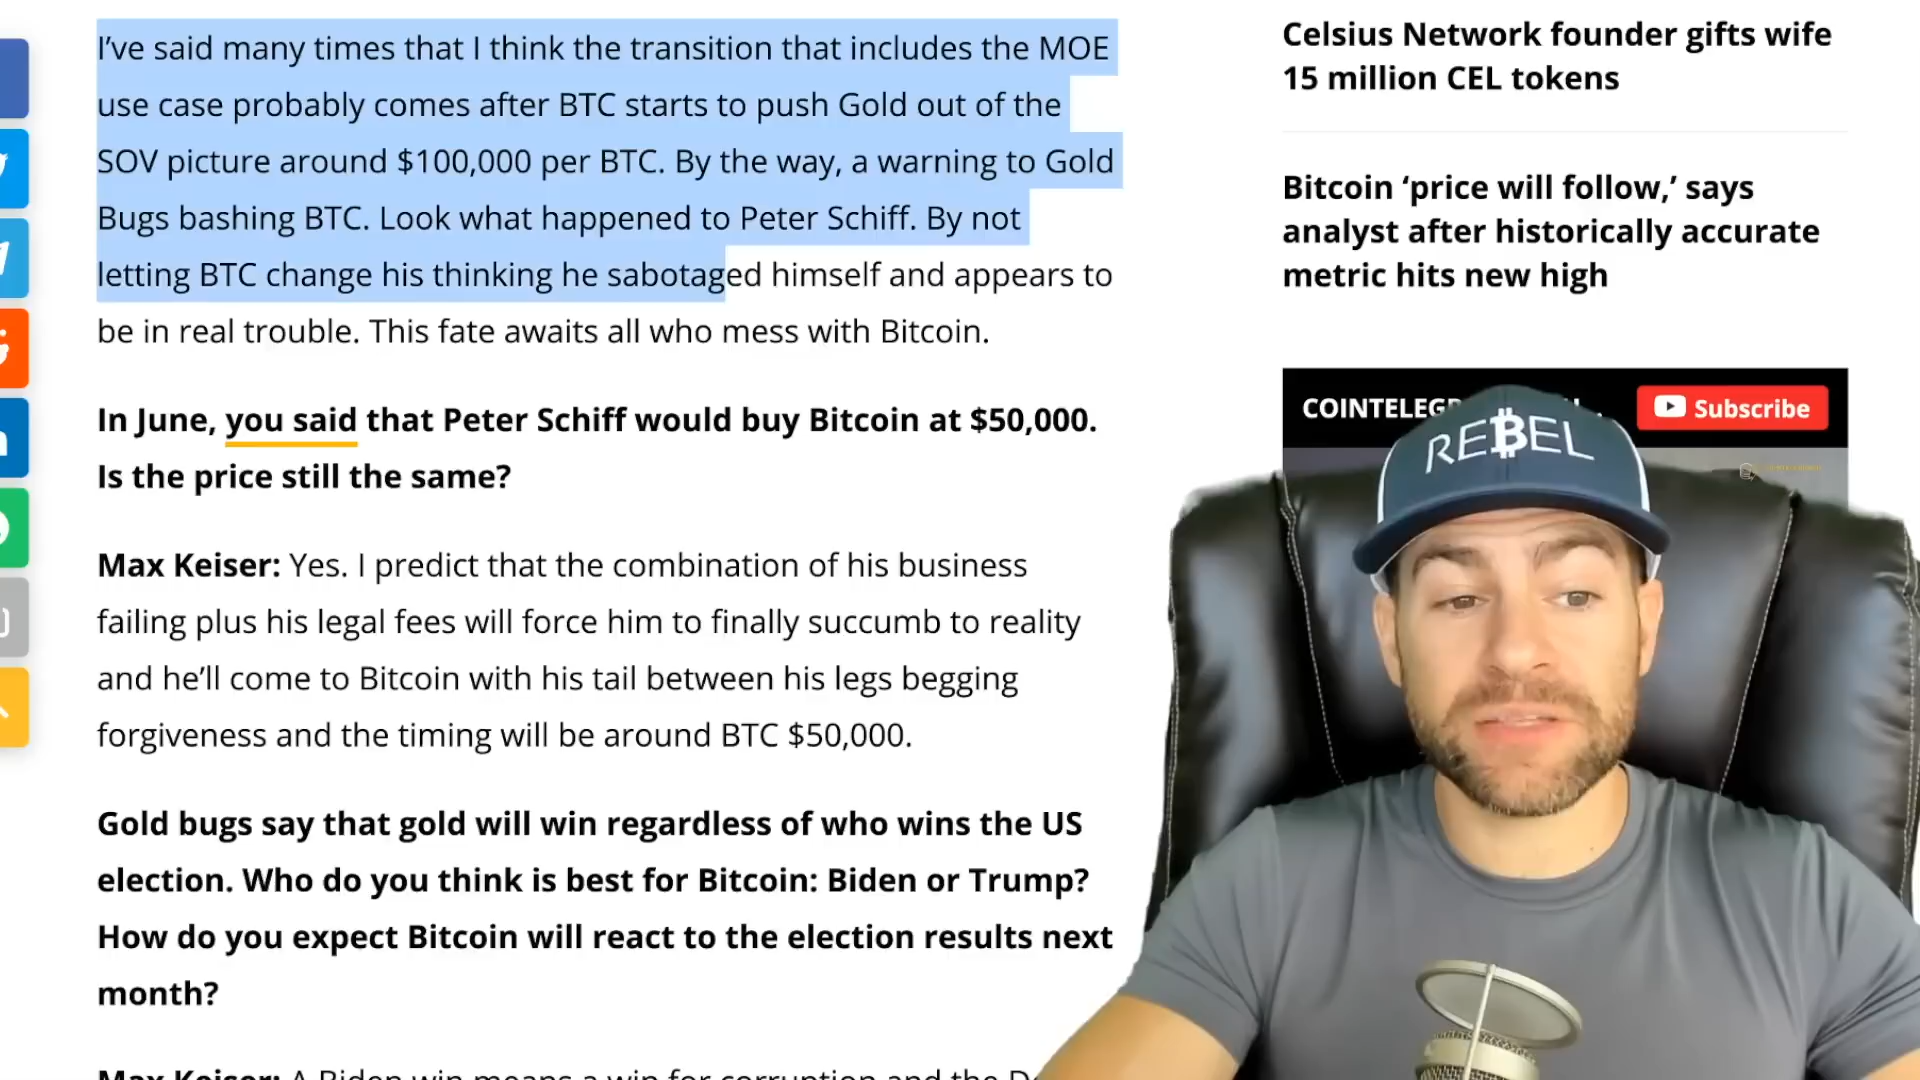 I’ve said many times that I think the transition that includes the MOE
use case probably comes after BTC starts to push Gold out of the
SOV picture around $100,000 per BTC. By the way, a warning to Gold
Bugs bashing BTC. Look what happened to Peter Schiff. By not
letting BTC change his thinking he sabotaged himself and appears to
be in real trouble. This fate awaits all who mess with Bitcoin.
In June, you said that Peter Schiff would buy Bitcoin at $50,000.
Is the price still the same?
Max Keiser: Yes. I predict that the combination of his business
failing plus his legal fees will force him to finally succumb to reality
and he’ll come to Bitcoin with his tail between his legs begging
forgiveness and the timing will be around BTC $50,000.
Gold bugs say that gold will win regardless of who wins the US
election. Who do you think is best for Bitcoin: Biden or Trump?
How do you expect Bitcoin will react to the election results next
month?
Max Keiser: A Biden win means a win for corruption and the
Celsius Network founder gifts wife
15 million CEL tokens
Bitcoin ‘price will follow,’ says
analyst after historically accurate
metric hits new high
Subscribe
REBEL